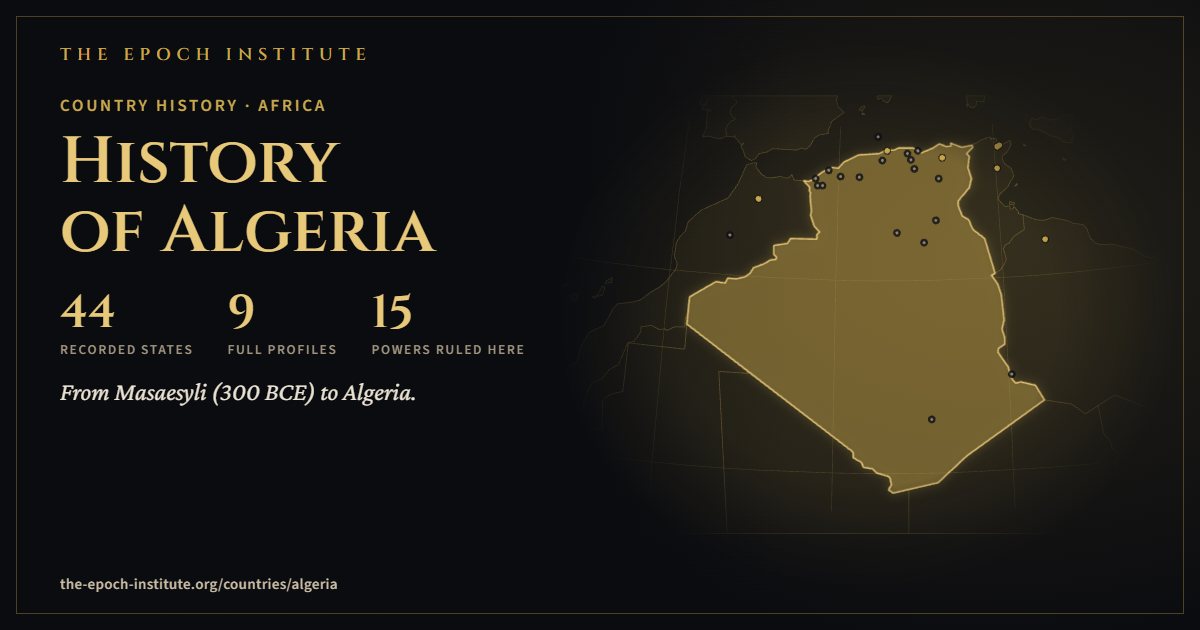 THE EPOCH INSTITUTE
COUNTRY HISTORY · AFRICA
HISTORY
OF ALGERIA
44 9 15
RECORDED STATES FULL PROFILES POWERS RULED HERE
From Masaesyli (300 BCE) to Algeria.
the-epoch-institute.org/countries/algeria